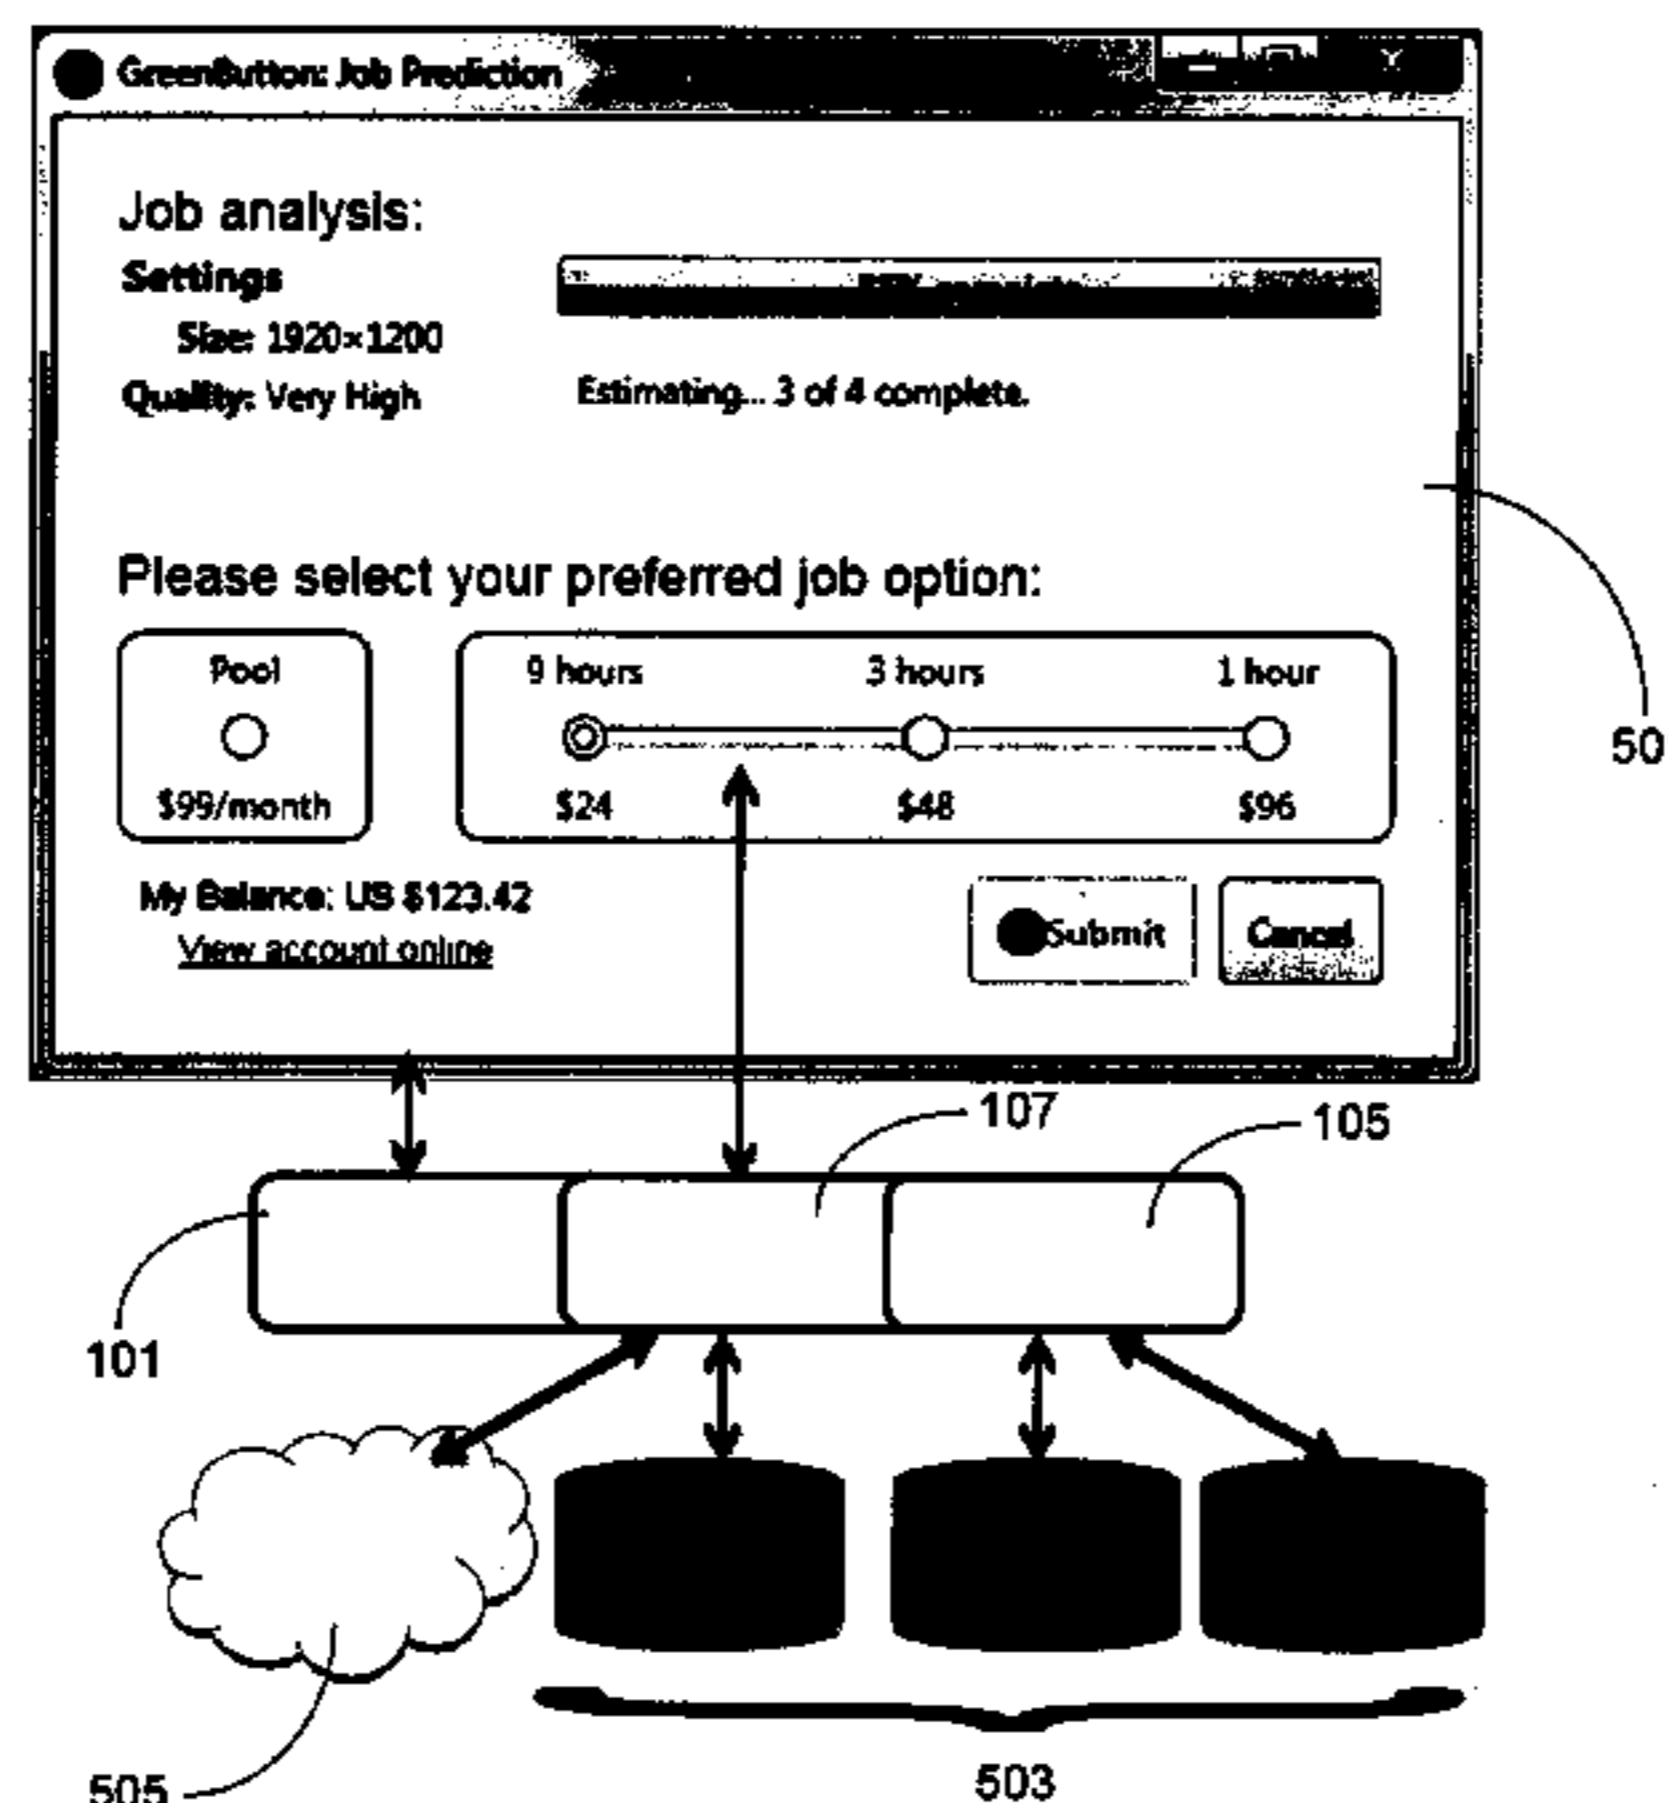 GreenButton: Job Prediction
Job analysis:
Settings
Size: 1920×1200
Quality: Very High
Estimating... 3 of 4 complete.
Please select your preferred job option:
Pool
$99/month
9 hours 3 hours 1 hour
$24 $48 $96
My Balance: US $123.42
View account online
Submit
Cancel
50
107
105
101
505
503